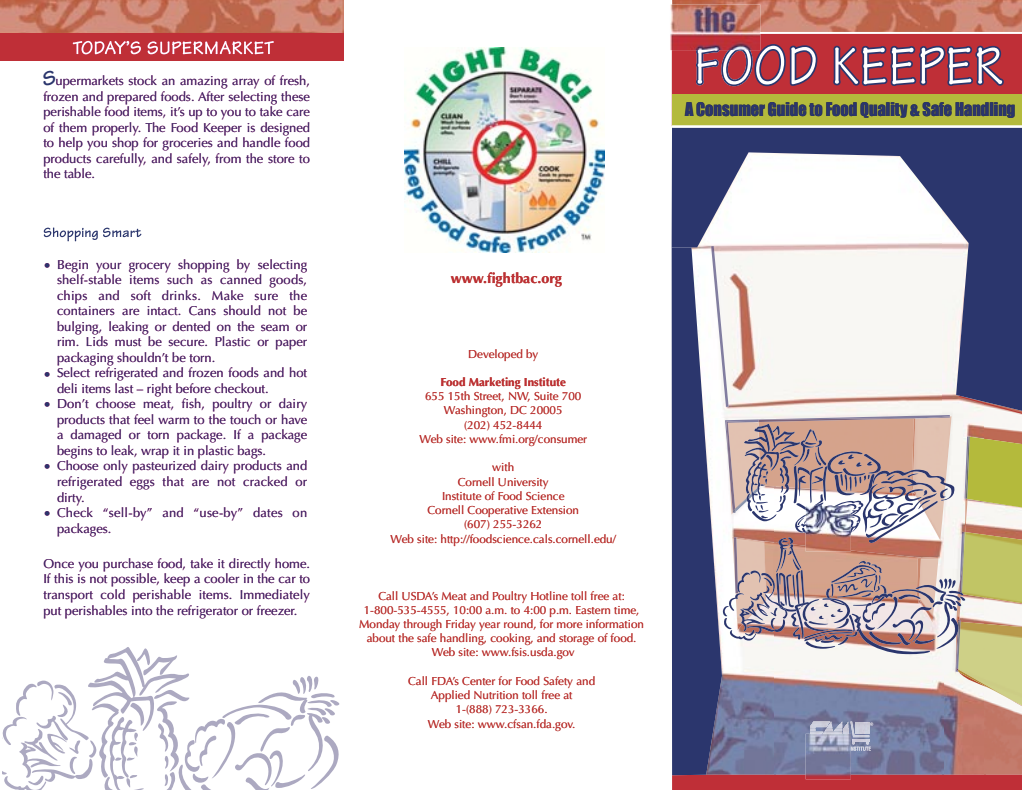 TODAY'S SUPERMARKET
Supermarkets stock an amazing array of fresh,
frozen and prepared foods. After selecting these
perishable food items, it's up to you to take care
of them properly. The Food Keeper is designed
to help you shop for groceries and handle food
products carefully, and safely, from the store to
the table.
Shopping Smart
• Begin your grocery shopping by selecting
shelf-stable items such as canned goods,
chips and soft drinks. Make sure the
containers are intact. Cans should not be
bulging, leaking or dented on the seam or
rim. Lids must be secure. Plastic or paper
packaging shouldn't be torn.
• Select refrigerated and frozen foods and hot
deli items last – right before checkout.
• Don't choose meat, fish, poultry or dairy
products that feel warm to the touch or have
a damaged or torn package. If a package
begins to leak, wrap it in plastic bags.
• Choose only pasteurized dairy products and
refrigerated eggs that are not cracked or
dirty.
• Check “sell-by” and “use-by” dates on
packages.
Once you purchase food, take it directly home.
If this is not possible, keep a cooler in the car to
transport cold perishable items. Immediately
put perishables into the refrigerator or freezer.
FIGHT BAC!
CLEAN
Wash hands
and surfaces
often.
SEPARATE
Don't cross-
contaminate.
CHILL
Refrigerate
promptly.
COOK
Cook to proper
temperatures.
Keep Food Safe From Bacteria
TM
www.fightbac.org
Developed by
Food Marketing Institute
655 15th Street, NW, Suite 700
Washington, DC 20005
(202) 452-8444
Web site: www.fmi.org/consumer
with
Cornell University
Institute of Food Science
Cornell Cooperative Extension
(607) 255-3262
Web site: http://foodscience.cals.cornell.edu/
Call USDA's Meat and Poultry Hotline toll free at:
1-800-535-4555, 10:00 a.m. to 4:00 p.m. Eastern time,
Monday through Friday year round, for more information
about the safe handling, cooking, and storage of food.
Web site: www.fsis.usda.gov
Call FDA's Center for Food Safety and
Applied Nutrition toll free at
1-(888) 723-3366.
Web site: www.cfsan.fda.gov.
the
FOOD KEEPER
A Consumer Guide to Food Quality & Safe Handling
FMI
FOOD MARKETING INSTITUTE